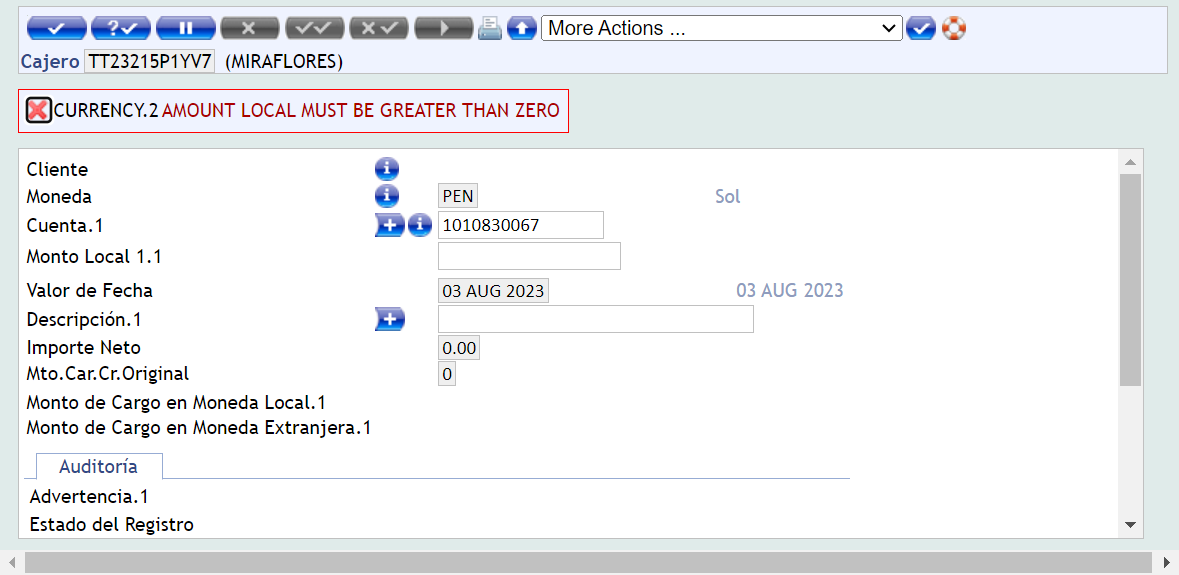 More Actions ...
Cajero TT23215P1YV7 (MIRAFLORES)
CURRENCY.2 AMOUNT LOCAL MUST BE GREATER THAN ZERO
Cliente
Moneda PEN Sol
Cuenta.1 1010830067
Monto Local 1.1
Valor de Fecha 03 AUG 2023 03 AUG 2023
Descripción.1
Importe Neto 0.00
Mto.Car.Cr.Original 0
Monto de Cargo en Moneda Local.1
Monto de Cargo en Moneda Extranjera.1
Auditoría
Advertencia.1
Estado del Registro